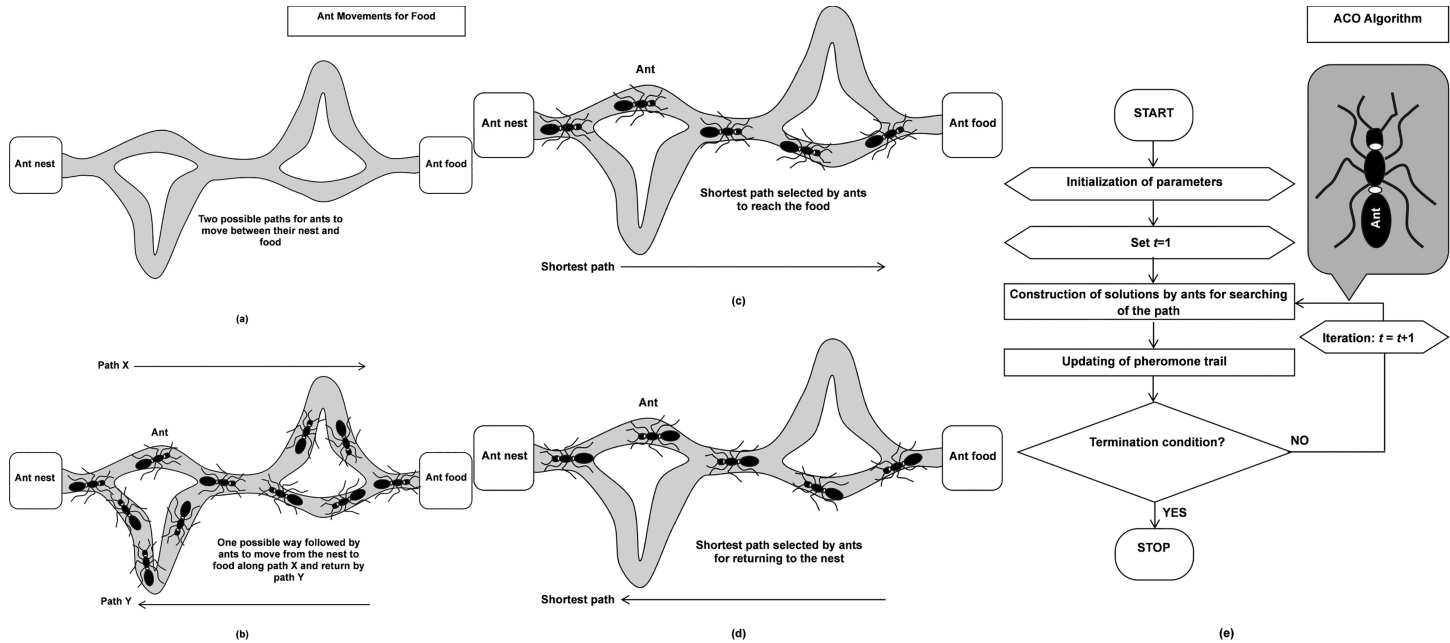 Ant Movements for Food
Ant nest
Ant food
Two possible paths for ants to
move between their nest and
food
(a)
Path X
Ant
Ant nest
Ant food
One possible way followed by
ants to move from the nest to
food along path X and return by
path Y
Path Y
(b)
Ant
Ant nest
Ant food
Shortest path selected by ants
to reach the food
Shortest path
(c)
Ant
Ant nest
Ant food
Shortest path selected by ants
for returning to the nest
Shortest path
(d)
ACO Algorithm
START
Initialization of parameters
Set t=1
Construction of solutions by ants for searching
of the path
Updating of pheromone trail
Termination condition?
NO
Iteration: t = t+1
YES
STOP
Ant
(e)